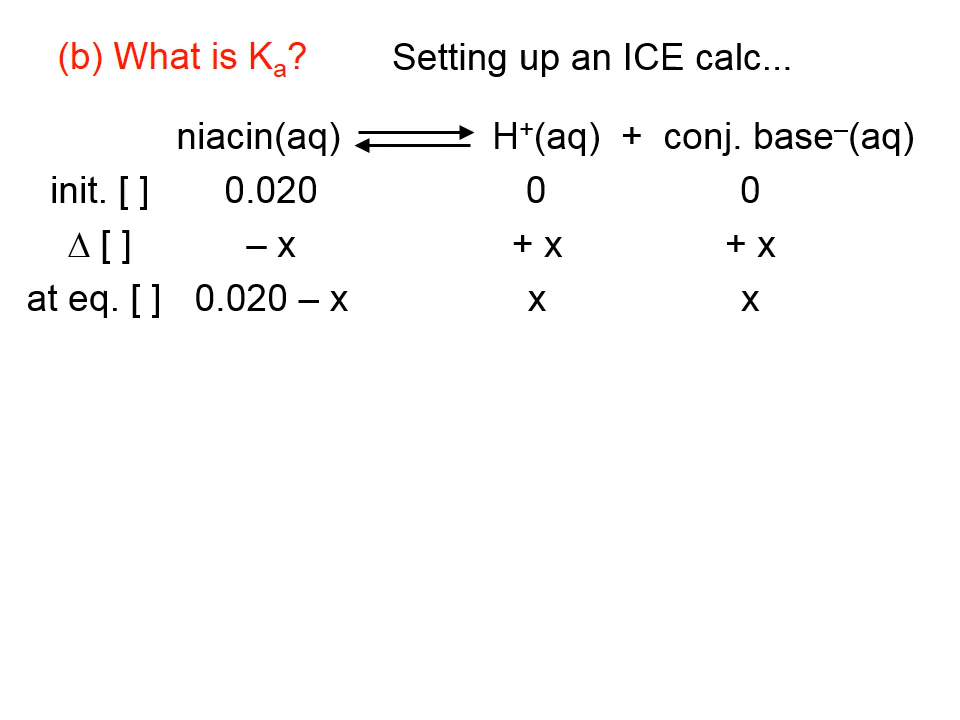 (b) What is Ka? Setting up an ICE calc...
niacin(aq) ⇌ H⁺(aq) + conj. base⁻(aq)
init. [ ] 0.020 0 0
Δ [ ] – x + x + x
at eq. [ ] 0.020 – x x x